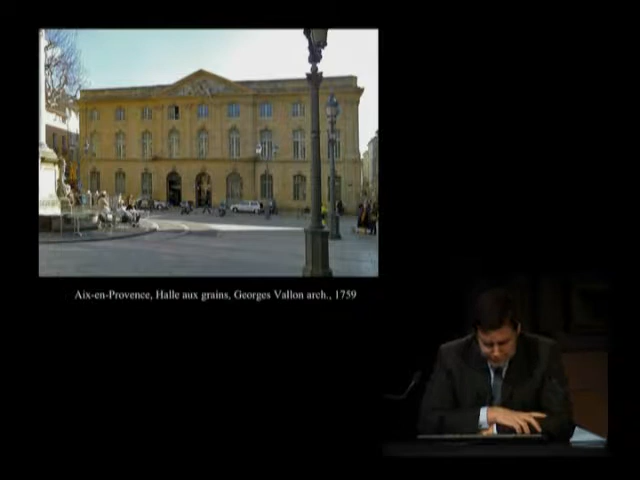 Aix-en-Provence, Halle aux grains, Georges Vallon arch., 1759